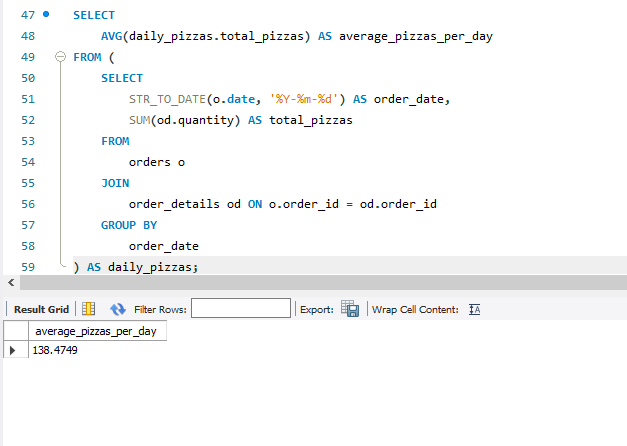 47 SELECT
48 AVG(daily_pizzas.total_pizzas) AS average_pizzas_per_day
49 FROM (
50 SELECT
51 STR_TO_DATE(o.date, '%Y-%m-%d') AS order_date,
52 SUM(od.quantity) AS total_pizzas
53 FROM
54 orders o
55 JOIN
56 order_details od ON o.order_id = od.order_id
57 GROUP BY
58 order_date
59 ) AS daily_pizzas;
Result Grid Filter Rows: Export: Wrap Cell Content: IA
average_pizzas_per_day
138.4749